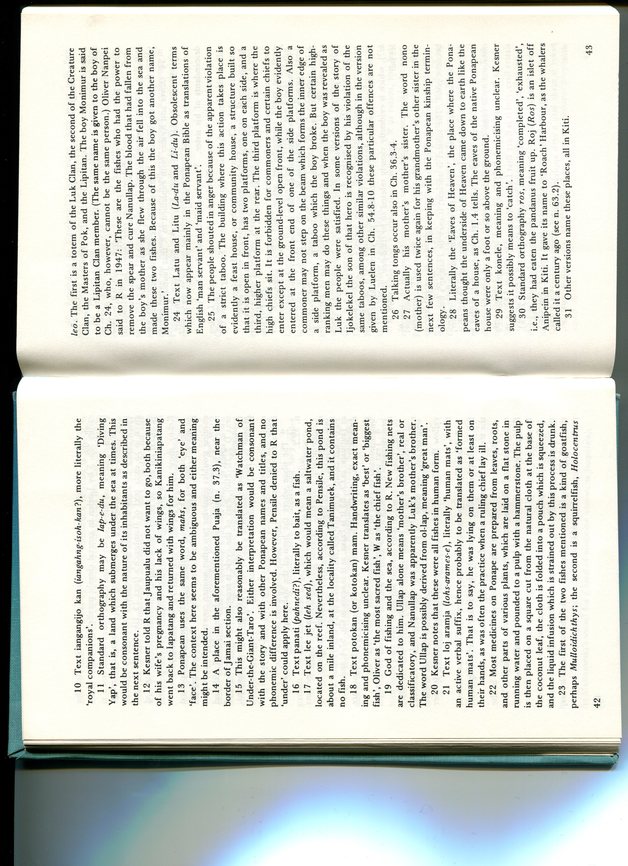 10 Text iangangijo kan (iangahng-isoh-kan?), more literally the
'royal companions'.
11 Standard orthography may be Iap-e-du, meaning 'Diving
Yap', that is, a land which submerges under the sea at times. This
would be consonant with the nature of its inhabitants as described in
the next sentence.
12 Kesner told R that Jaupualu did not want to go, both because
of his wife's pregnancy and his lack of wings, so Kanikiniapatang
went back to Iapatang and returned with wings for him.
13 Ponapean uses the same word, mahs, for both 'eye' and
'face'. The context here seems to be ambiguous and either meaning
might be intended.
14 A place in the aforementioned Puaja (n. 37.3), near the
border of Jamai section.
15 This might also reasonably be translated as 'Watchman of
Under-the-Giant-Taro'. Either interpretation would be consonant
with the story and with other Ponapean names and titles, and no
phonemic difference is involved. However, Pensile denied to R that
'under' could apply here.
16 Text panati (pahnedi?), literally to bait, as a fish.
17 Text lee jet (leh sed), which would mean a saltwater pond,
located on the reef. Nevertheless, according to Pensile, this pond is
about a mile inland, at the locality called Tanimuek, and it contains
no fish.
18 Text potokan (or kotokan) mam. Handwriting, exact mean-
ing and phonemicising unclear. Kesner translates as 'best' or 'biggest
fish', Oliver as 'the most sacred fish', W as 'the chief fish'.
19 God of fishing and the sea, according to R. New fishing nets
are dedicated to him. Ullap alone means 'mother's brother', real or
classificatory, and Nanullap was apparently Luk's mother's brother.
The word Ullap is possibly derived from ol-lap, meaning 'great man'.
20 Kesner notes that these were all fishes in human form.
21 Text loj aramja (lohs-arames-e), literally 'human mats', with
an active verbal suffix, hence probably to be translated as 'formed
human mats'. That is to say, he was lying on them or at least on
their hands, as was often the practice when a ruling chief lay ill.
22 Most medicines on Ponape are prepared from leaves, roots,
and other parts of various plants, which are laid on a flat stone in
running water and pounded to a pulp with a hammerstone. The pulp
is then placed on a square cut from the natural cloth at the base of
the coconut leaf, the cloth is folded into a pouch which is squeezed,
and the liquid infusion which is strained out by this process is drunk.
23 The first of the two fishes mentioned is a kind of goatfish,
perhaps Mulloidichthys; the second is a squirrelfish, Holocentrus
42
leo. The first is a totem of the Luk Clan, the second of the Creature
Clan, the Masters of Pok, and the Lipitan. The boy Monimur is said
to be a Lipitan Clan member. (The same name is given to the boy of
Ch. 24, who, however, cannot be the same person.) Oliver Nanpei
said to R in 1947: 'These are the fishes who had the power to
remove the spear and cure Nanullap. The blood that had fallen from
the boy's mother as she flew through the air fell into the sea and
made these two fishes. Because of this the boy got another name,
Monimur.'
24 Text Latu and Litu (La-du and Li-du). Obsolescent terms
which now appear mainly in the Ponapean Bible as translations of
English 'man servant' and 'maid servant'.
25 The people shouted in anger because of the apparent violation
of a strict taboo. The building where this action takes place is
evidently a feast house, or community house, a structure built so
that it is open in front, has two platforms, one on each side, and a
third, higher platform at the rear. The third platform is where the
high chiefs sit. It is forbidden for commoners and certain chiefs to
enter except at the ground-level open front, while the boy evidently
entered at the front end of one of the side platforms. Also a
commoner may not step on the beam which forms the inner edge of
a side platform, a taboo which the boy broke. But certain high-
ranking men may do these things and when the boy was revealed as
Luk the people were satisfied. In some versions of the story of
Ijokelekel the son of that hero is recognised by his violation of the
same taboos, among other similar violations, although in the version
given by Luelen in Ch. 54.8-10 these particular offences are not
mentioned.
26 Talking tongs occur also in Ch. 36.3-4.
27 Actually his mother's mother's sister. The word nono
(mother) is used twice again for his grandmother's other sister in the
next few sentences, in keeping with the Ponapean kinship termin-
ology.
28 Literally the 'Eaves of Heaven', the place where the Pona-
peans thought the underside of Heaven came down to earth like the
eaves of a house, as Ch. 1.4 tells. The eaves of the native Ponapean
house were only a foot or so above the ground.
29 Text konele, meaning and phonemicising unclear. Kesner
suggests it possibly means to 'catch'.
30 Standard orthography ros, meaning 'completed', 'exhausted',
i.e., they had eaten the pandanus fruit up. Roj (Ros) is an islet off
Anipein in Kiti. It gave its name to 'Roach' Harbour, as the whalers
called it a century ago (see n. 63.2).
31 Other versions name these places, all in Kiti.
43